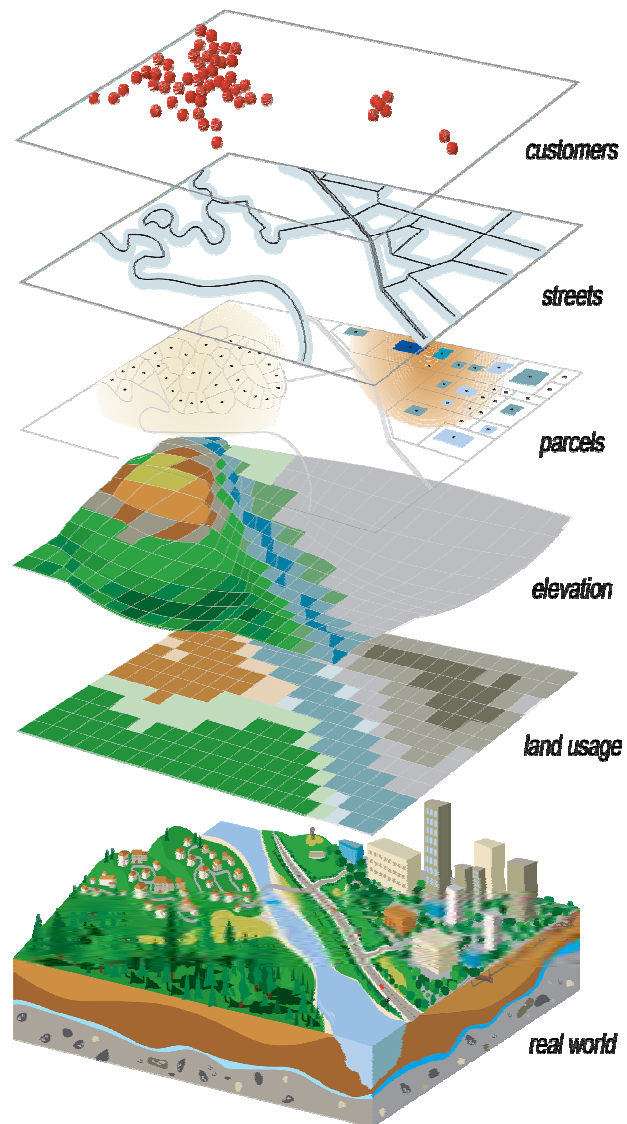 customers
streets
parcels
elevation
land usage
real world